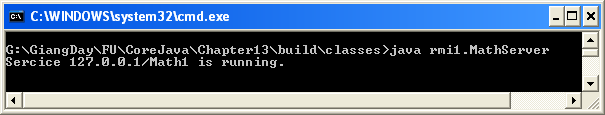 C:\WINDOWS\system32\cmd.exe
G:\GiangDay\FU\CoreJava\Chapter13\build\classes>java rmi1.MathServer
Sercice 127.0.0.1/Math1 is running.